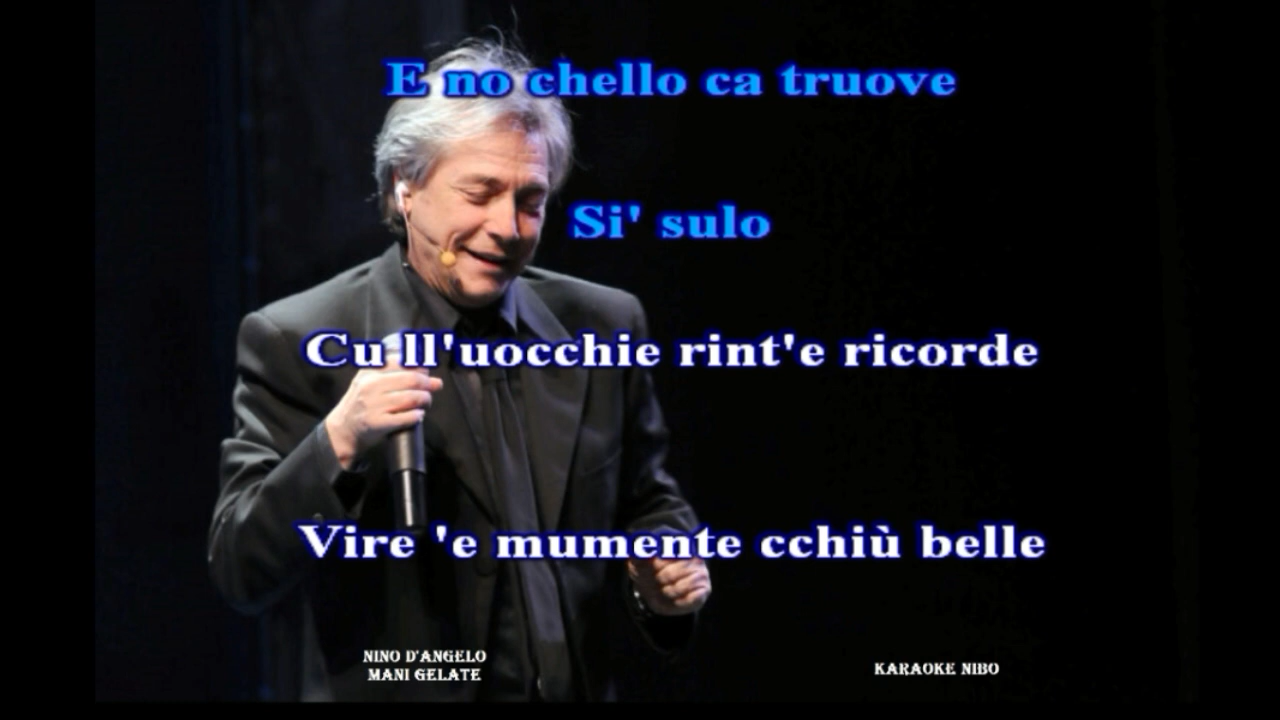 E no chello ca truove
Si' sulo
Cu ll'uocchie rint'e ricorde
Vire 'e mumente cchiù belle
NINO D'ANGELO
MANI GELATE
KARAOKE NIBO